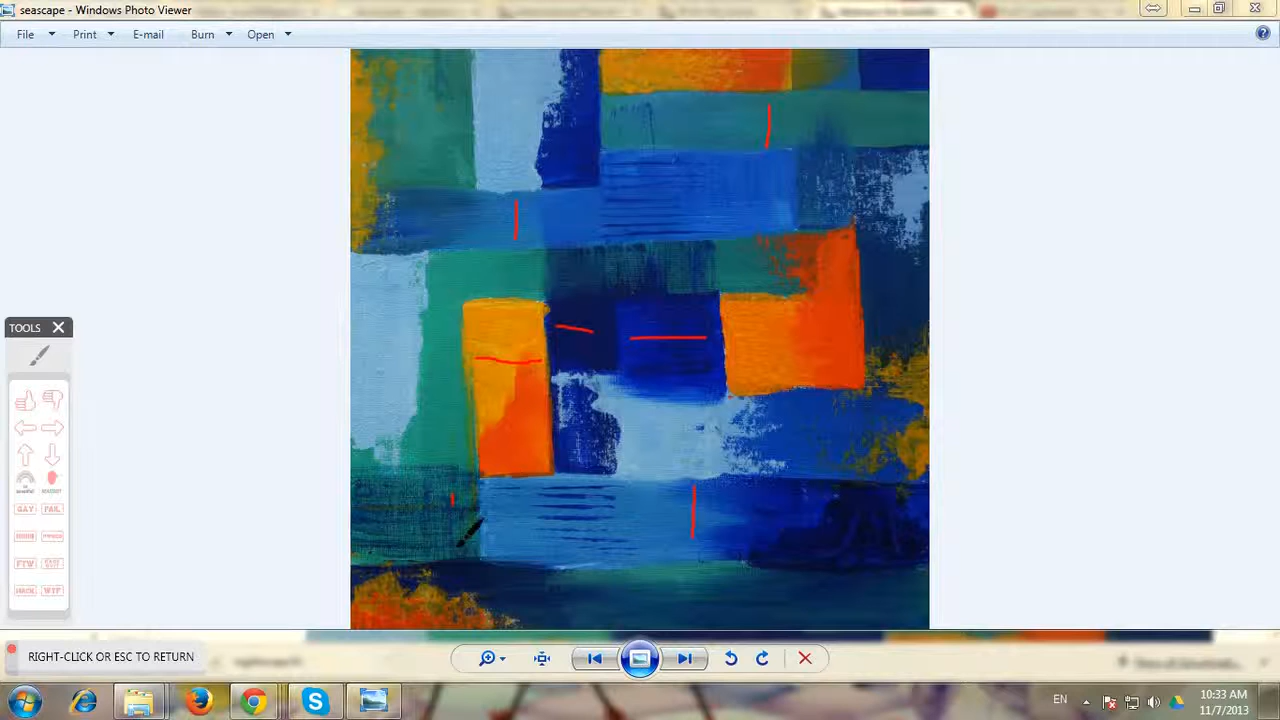 seascape - Windows Photo Viewer
File Print E-mail Burn Open
TOOLS
GAY FAIL
FTW
WTF
RIGHT-CLICK OR ESC TO RETURN
EN
10:33 AM
11/7/2013